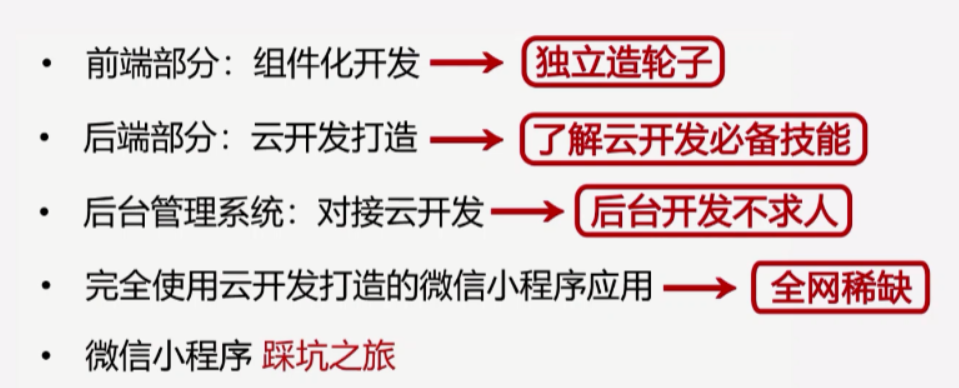 • 前端部分：组件化开发 → 独立造轮子
• 后端部分：云开发打造 → 了解云开发必备技能
• 后台管理系统：对接云开发 → 后台开发不求人
• 完全使用云开发打造的微信小程序应用 → 全网稀缺
• 微信小程序 踩坑之旅